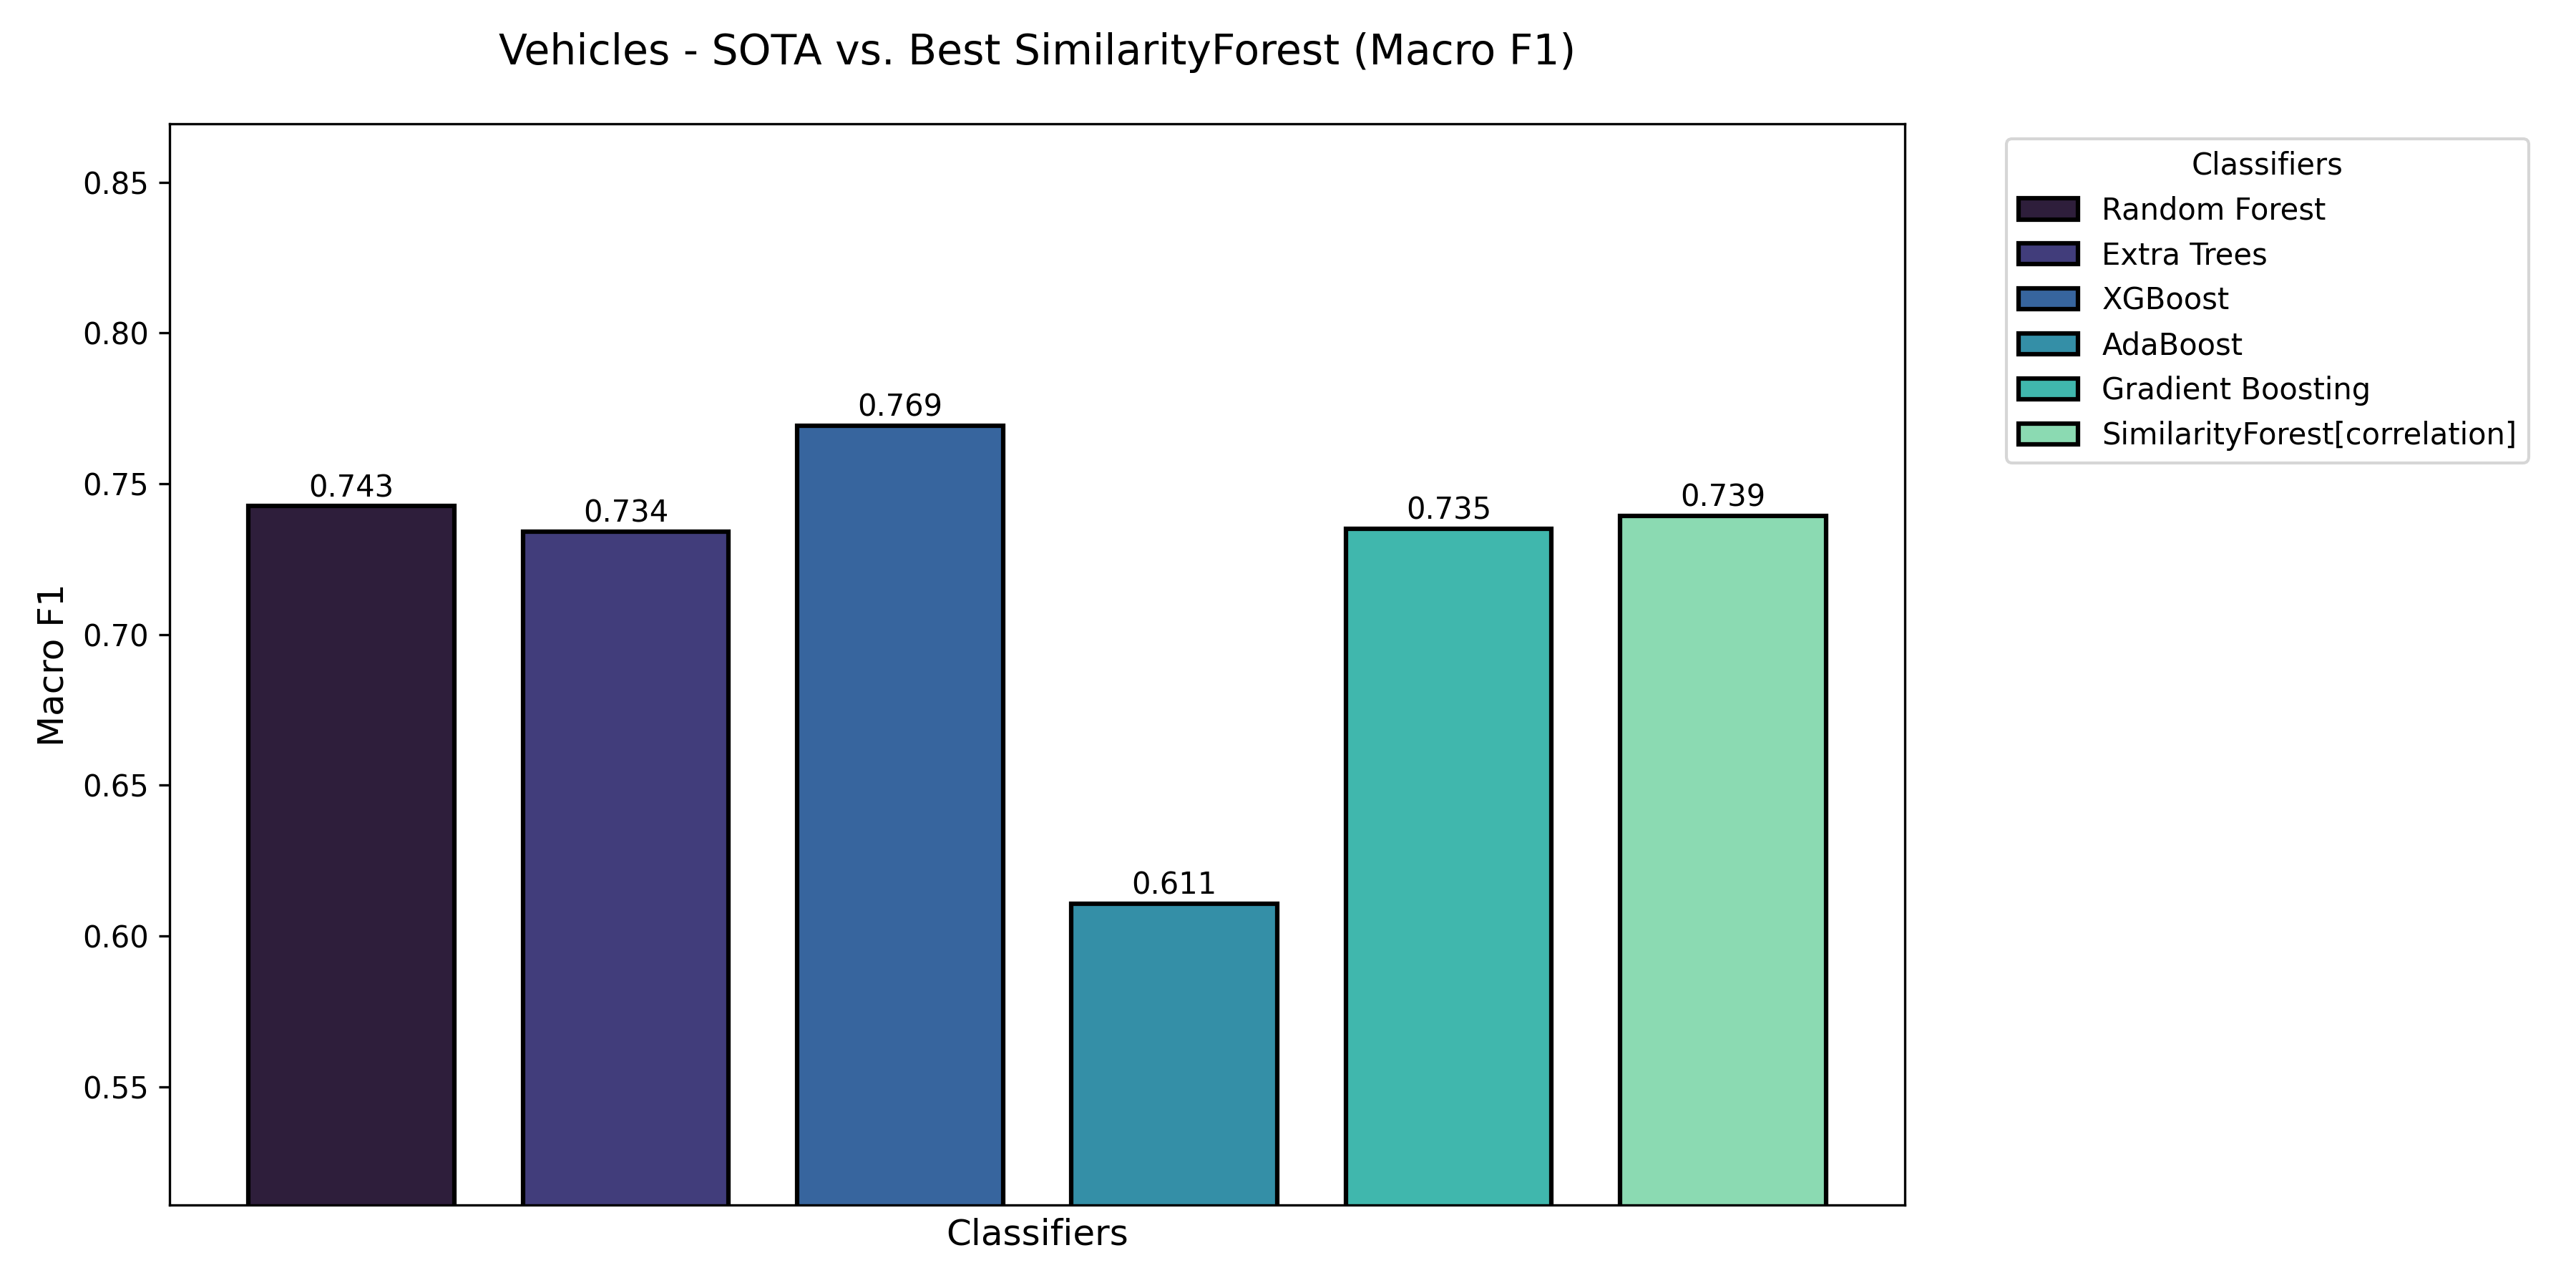 Vehicles - SOTA vs. Best SimilarityForest (Macro F1)
Macro F1
0.85
0.80
0.75
0.70
0.65
0.60
0.55
0.743
0.734
0.769
0.611
0.735
0.739
Classifiers
Classifiers
Random Forest
Extra Trees
XGBoost
AdaBoost
Gradient Boosting
SimilarityForest[correlation]